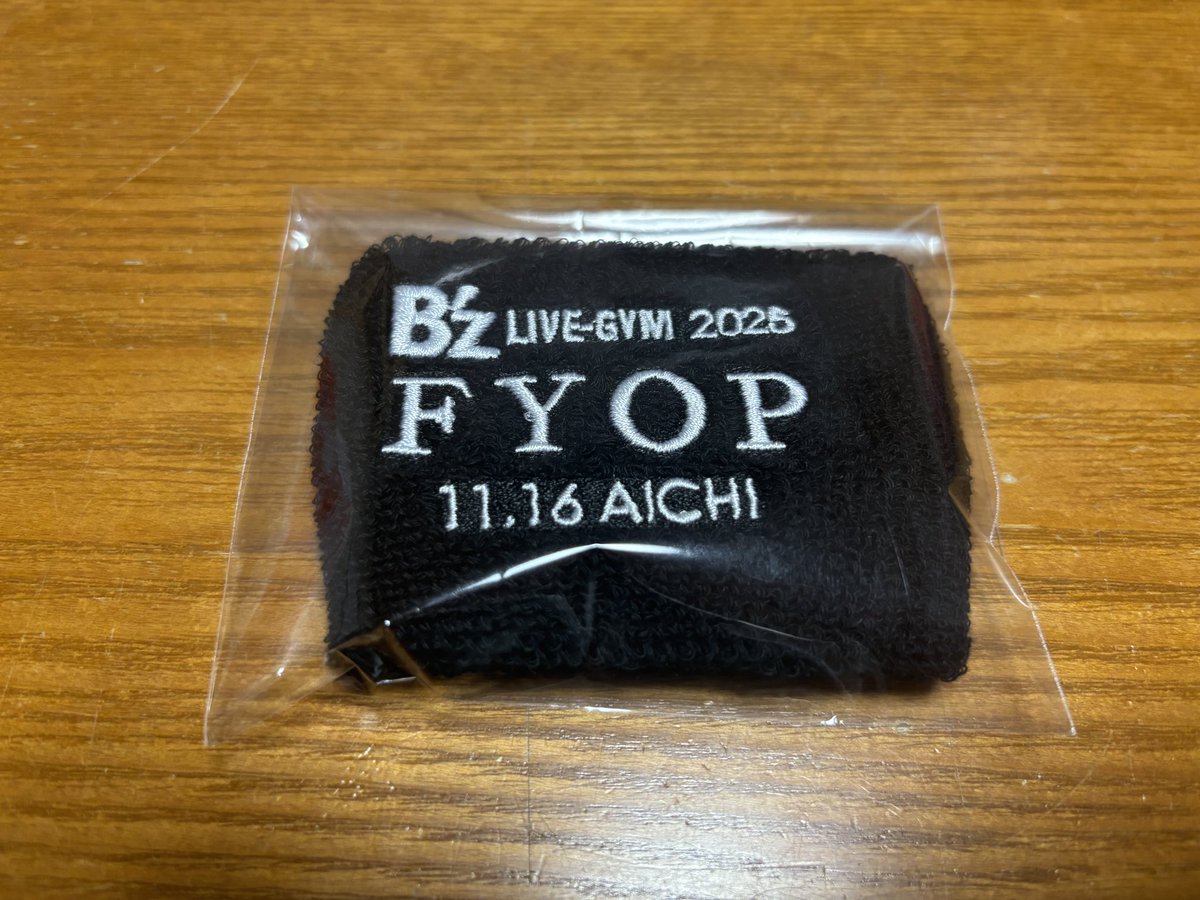 B'z LIVE-GYM 2025
FYOP
11.16 AICHI